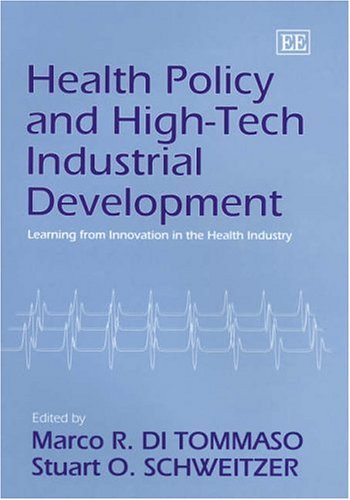 EE
Health Policy
and High-Tech
Industrial
Development
Learning from Innovation in the Health Industry
Edited by
Marco R. DI TOMMASO
Stuart O. SCHWEITZER